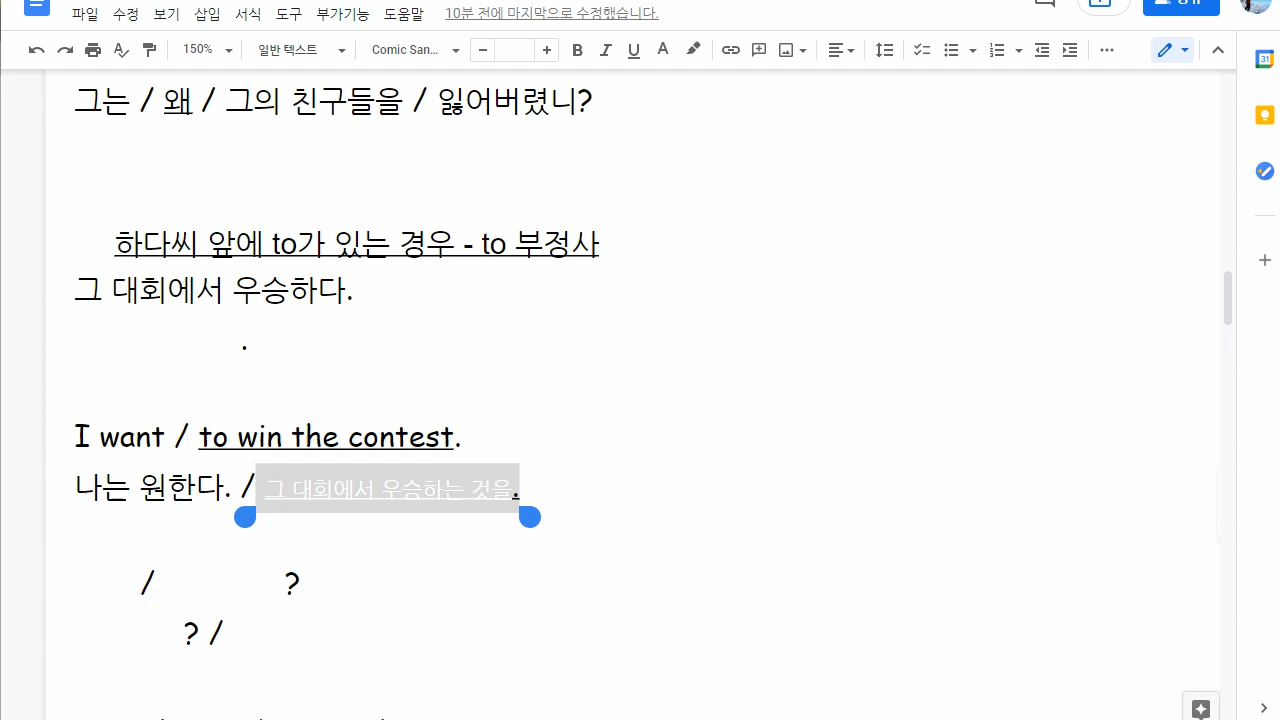 파일 수정 보기 삽입 서식 도구 부가기능 도움말 10분 전에 마지막으로 수정했습니다.
150% 일반 텍스트 Comic San... − + B I U A
31
그는 / 왜 / 그의 친구들을 / 잃어버렸니?
하다씨 앞에 to가 있는 경우 - to 부정사
그 대회에서 우승하다.
.
I want / to win the contest.
나는 원한다. / 그 대회에서 우승하는 것을.
/ ?
? /